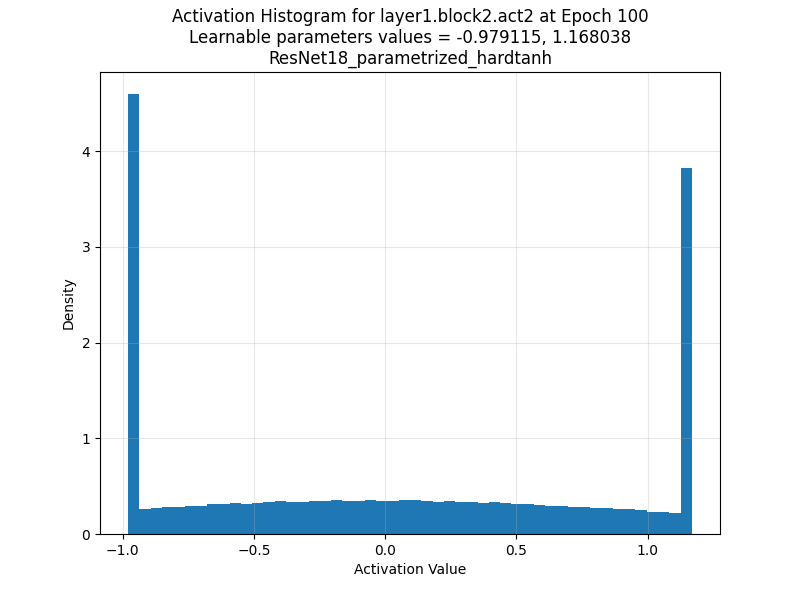 Activation Histogram for layer1.block2.act2 at Epoch 100
Learnable parameters values = -0.979115, 1.168038
ResNet18_parametrized_hardtanh
4
3
2
1
0
Density
−1.0 −0.5 0.0 0.5 1.0
Activation Value